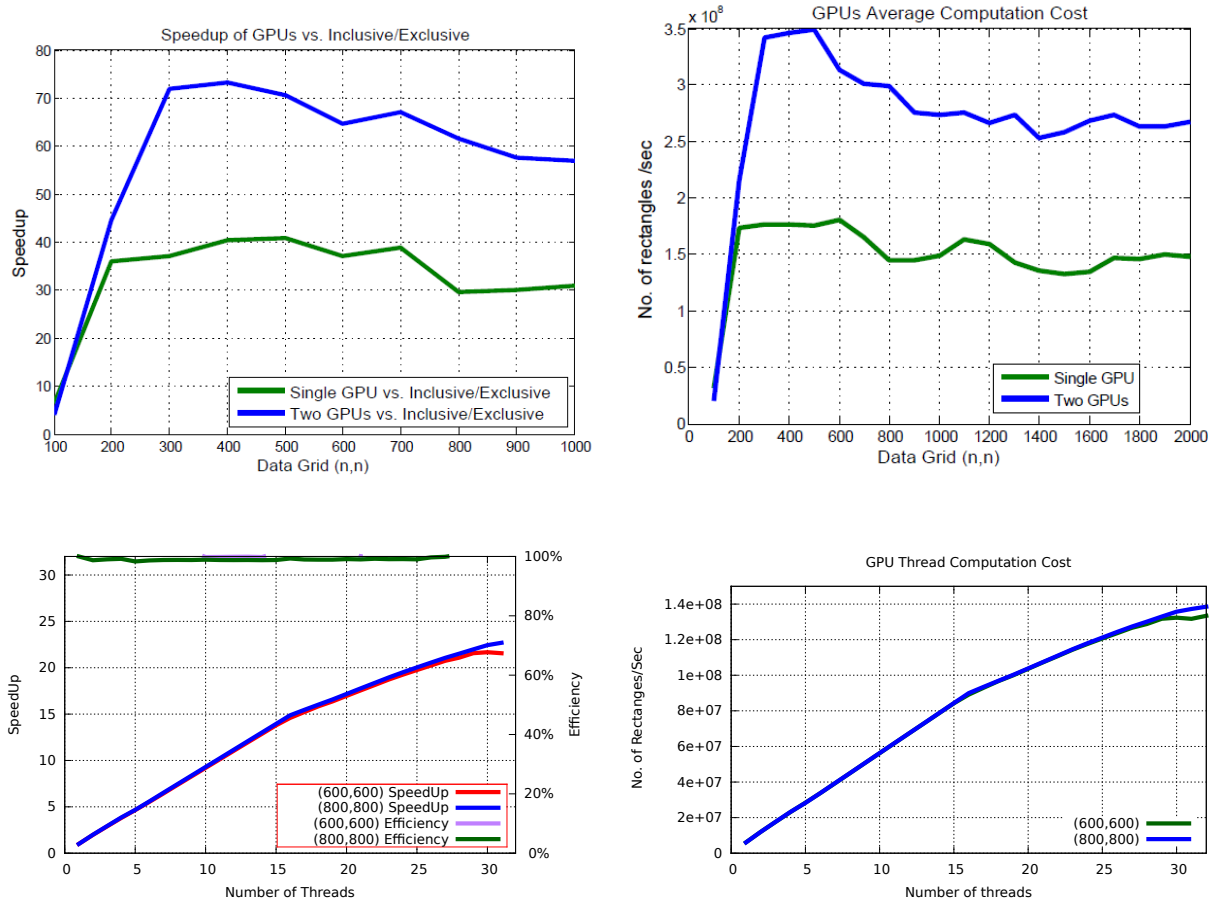 Speedup of GPUs vs. Inclusive/Exclusive
80
70
60
50
40
30
20
10
0
Speedup
Single GPU vs. Inclusive/Exclusive
Two GPUs vs. Inclusive/Exclusive
100 200 300 400 500 600 700 800 900 1000
Data Grid (n,n)
GPUs Average Computation Cost
x 10^8
3.5
3
2.5
2
1.5
1
0.5
0
No. of rectangles /sec
Single GPU
Two GPUs
0 200 400 600 800 1000 1200 1400 1600 1800 2000
Data Grid (n,n)
30
25
20
15
10
5
0
SpeedUp
100%
80%
60%
40%
20%
0%
Efficiency
(600,600) SpeedUp
(800,800) SpeedUp
(600,600) Efficiency
(800,800) Efficiency
0 5 10 15 20 25 30
Number of Threads
GPU Thread Computation Cost
1.4e+08
1.2e+08
1e+08
8e+07
6e+07
4e+07
2e+07
0
No. of Rectanges/Sec
(600,600)
(800,800)
0 5 10 15 20 25 30
Number of threads